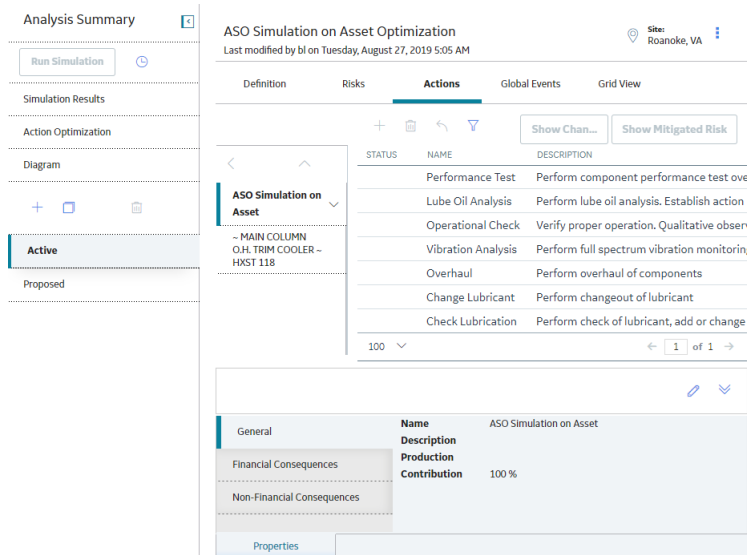 Analysis Summary
Run Simulation
Simulation Results
Action Optimization
Diagram
Active
Proposed
ASO Simulation on Asset Optimization
Last modified by bl on Tuesday, August 27, 2019 5:05 AM
Site:
Roanoke, VA
Definition Risks Actions Global Events Grid View
Show Chan... Show Mitigated Risk
ASO Simulation on
Asset
~ MAIN COLUMN
O.H. TRIM COOLER ~
HXST 118
STATUS NAME DESCRIPTION
Performance Test Perform component performance test ove
Lube Oil Analysis Perform lube oil analysis. Establish action
Operational Check Verify proper operation. Qualitative observ
Vibration Analysis Perform full spectrum vibration monitoring
Overhaul Perform overhaul of components
Change Lubricant Perform changeout of lubricant
Check Lubrication Perform check of lubricant, add or change
100 1 of 1
General
Financial Consequences
Non-Financial Consequences
Name ASO Simulation on Asset
Description
Production
Contribution 100 %
Properties